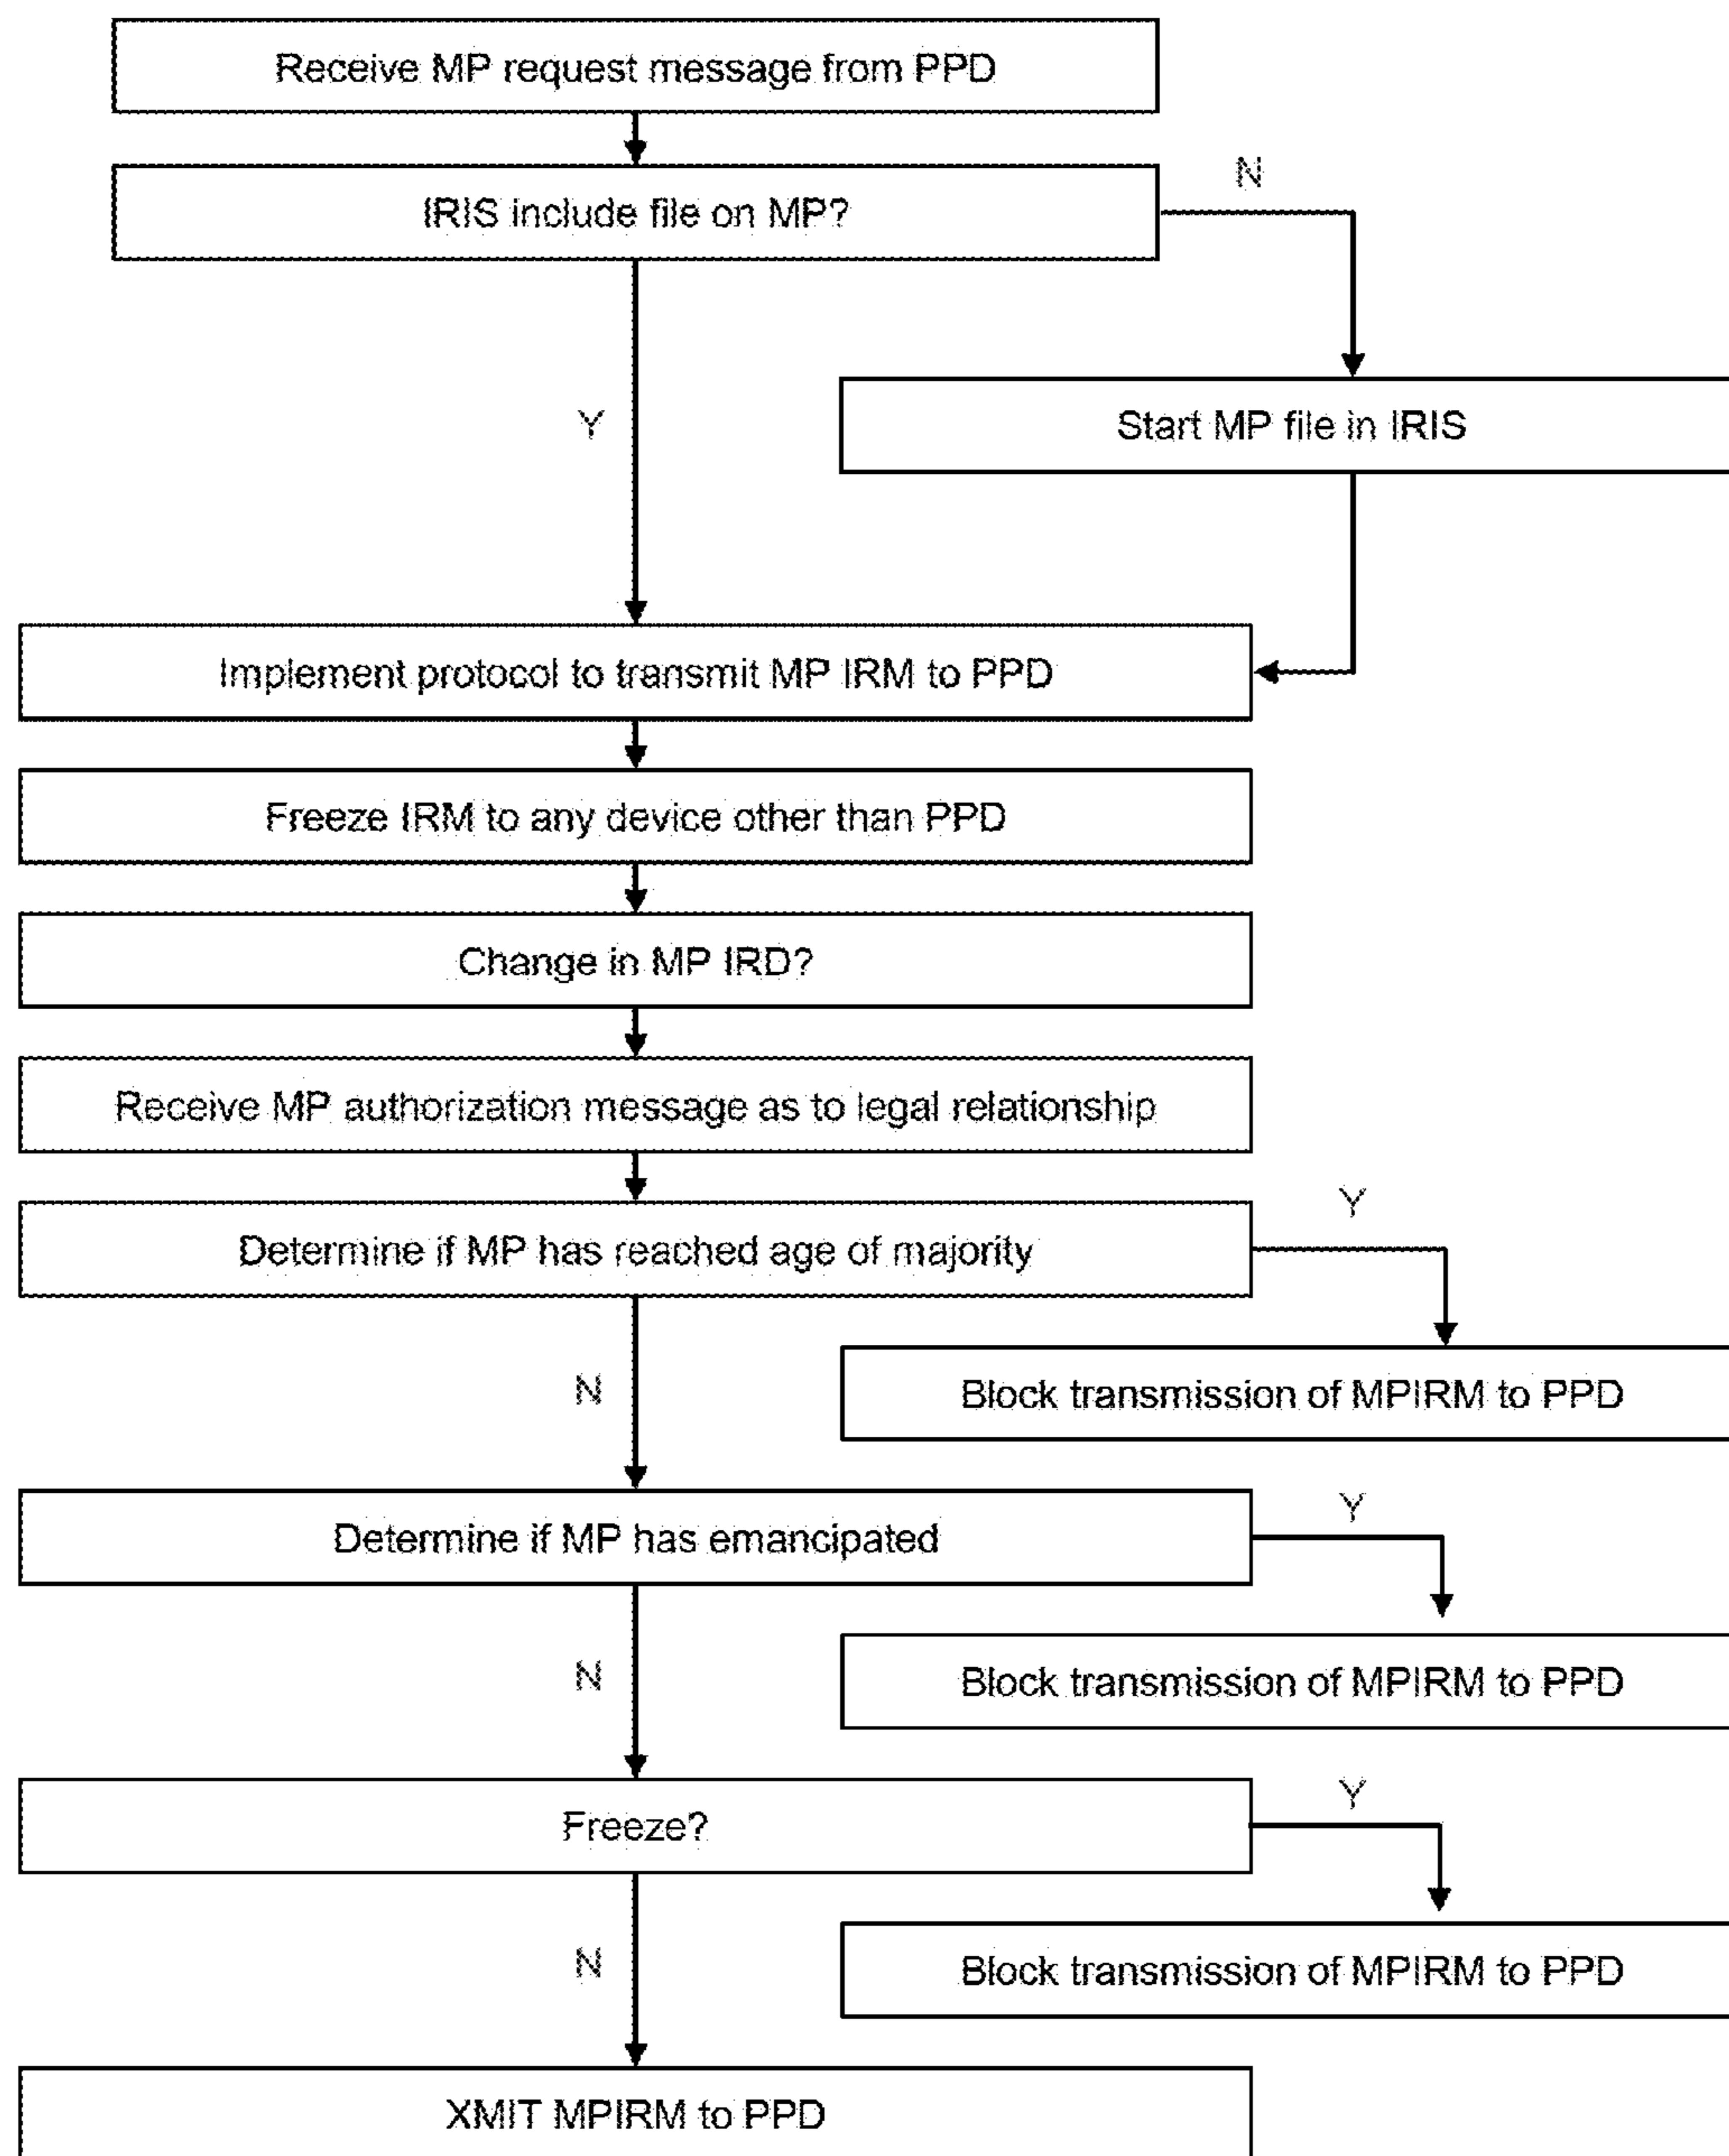 Receive MP request message from PPD
IRIS include file on MP?
N
Y
Start MP file in IRIS
Implement protocol to transmit MP IRM to PPD
Freeze IRM to any device other than PPD
Change in MP IRD?
Receive MP authorization message as to legal relationship
Determine if MP has reached age of majority
Y
N
Block transmission of MPIRM to PPD
Determine if MP has emancipated
Y
N
Block transmission of MPIRM to PPD
Freeze?
Y
N
Block transmission of MPIRM to PPD
XMIT MPIRM to PPD